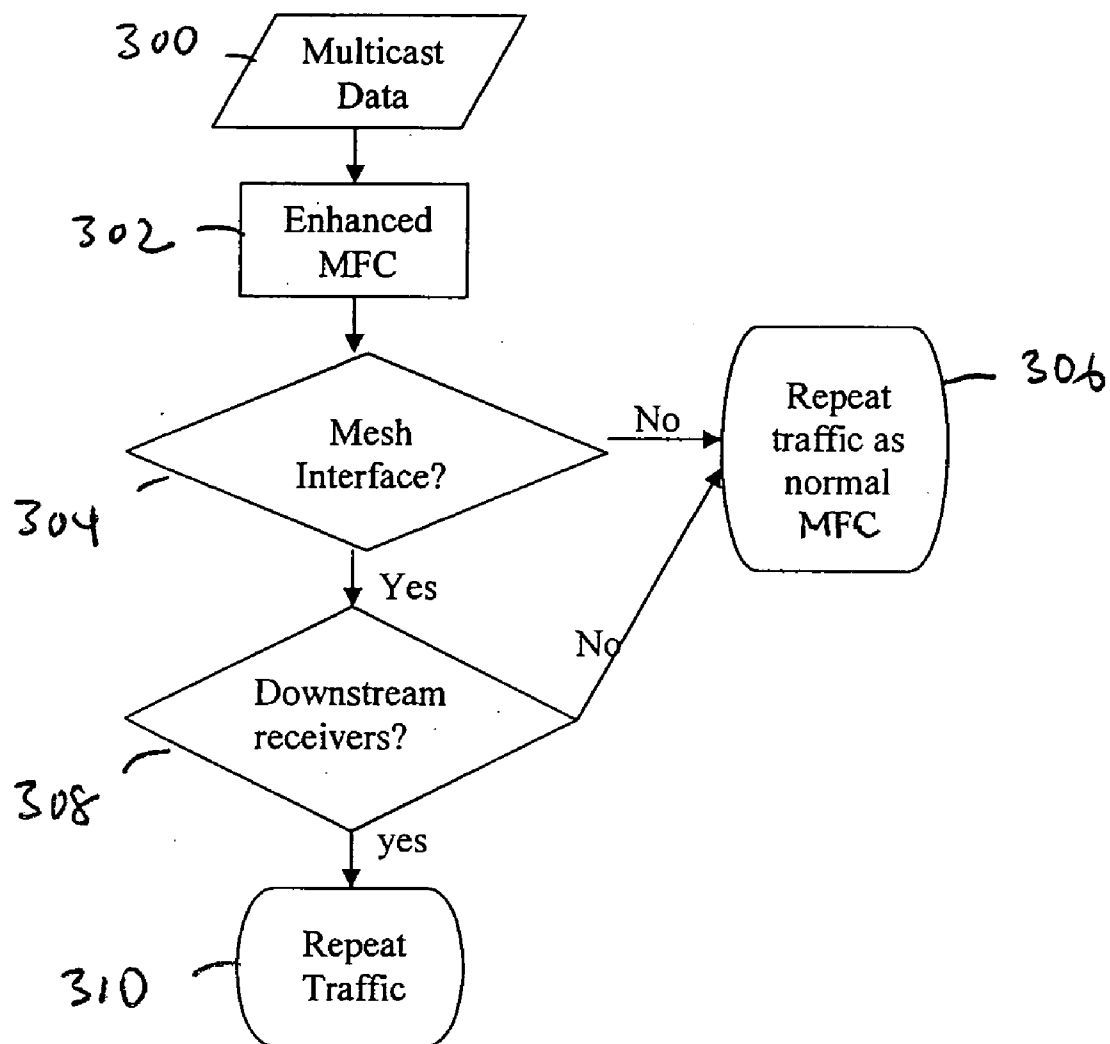 300
Multicast
Data
302
Enhanced
MFC
304
Mesh
Interface?
No
306
Repeat
traffic as
normal
MFC
Yes
308
Downstream
receivers?
No
yes
310
Repeat
Traffic